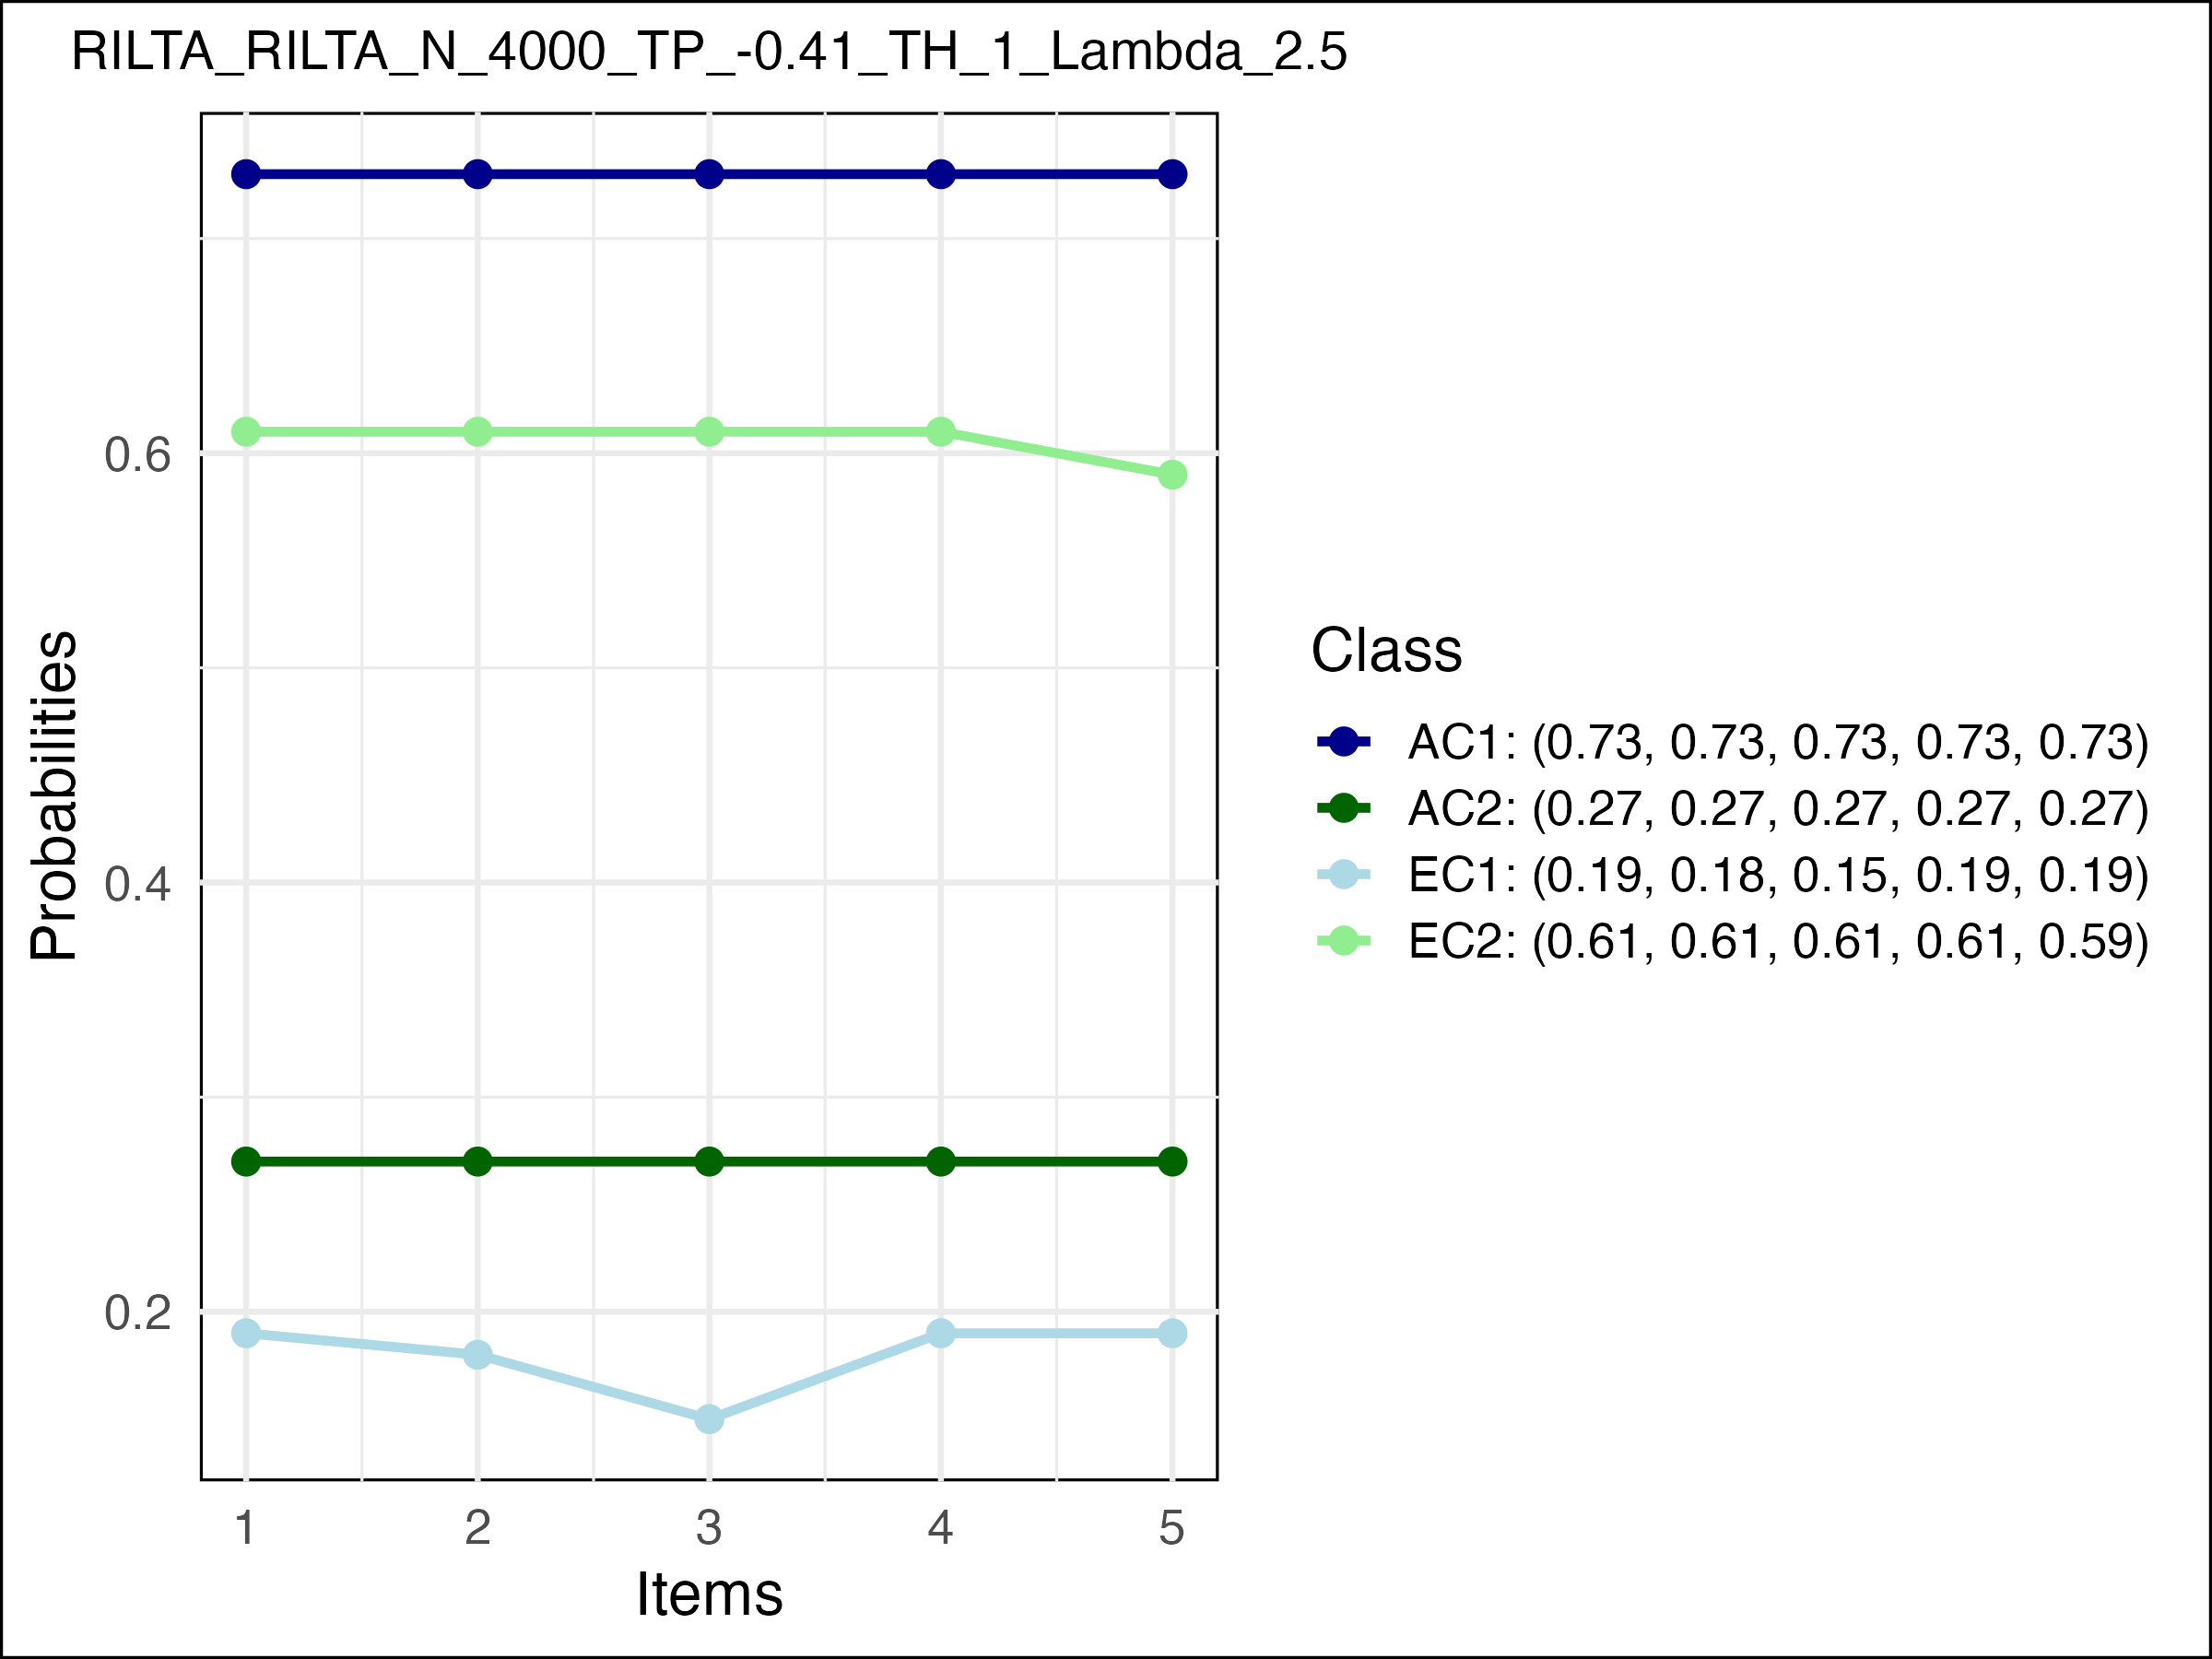 RILTA_RILTA_N_4000_TP_-0.41_TH_1_Lambda_2.5
Probabilities
0.6
0.4
0.2
1 2 3 4 5
Items
Class
AC1: (0.73, 0.73, 0.73, 0.73, 0.73)
AC2: (0.27, 0.27, 0.27, 0.27, 0.27)
EC1: (0.19, 0.18, 0.15, 0.19, 0.19)
EC2: (0.61, 0.61, 0.61, 0.61, 0.59)